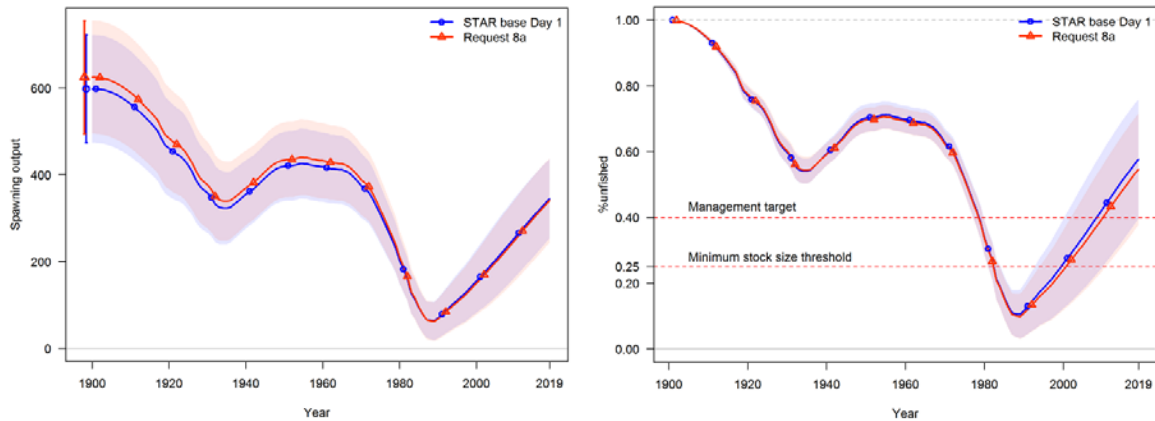 STAR base Day 1
Request 8a
Spawning output
600
400
200
0
1900
1920
1940
1960
1980
2000
2019
Year
STAR base Day 1
Request 8a
%unfished
1.00
0.80
0.60
0.40
0.25
0.20
0.00
Management target
Minimum stock size threshold
1900
1920
1940
1960
1980
2000
2019
Year